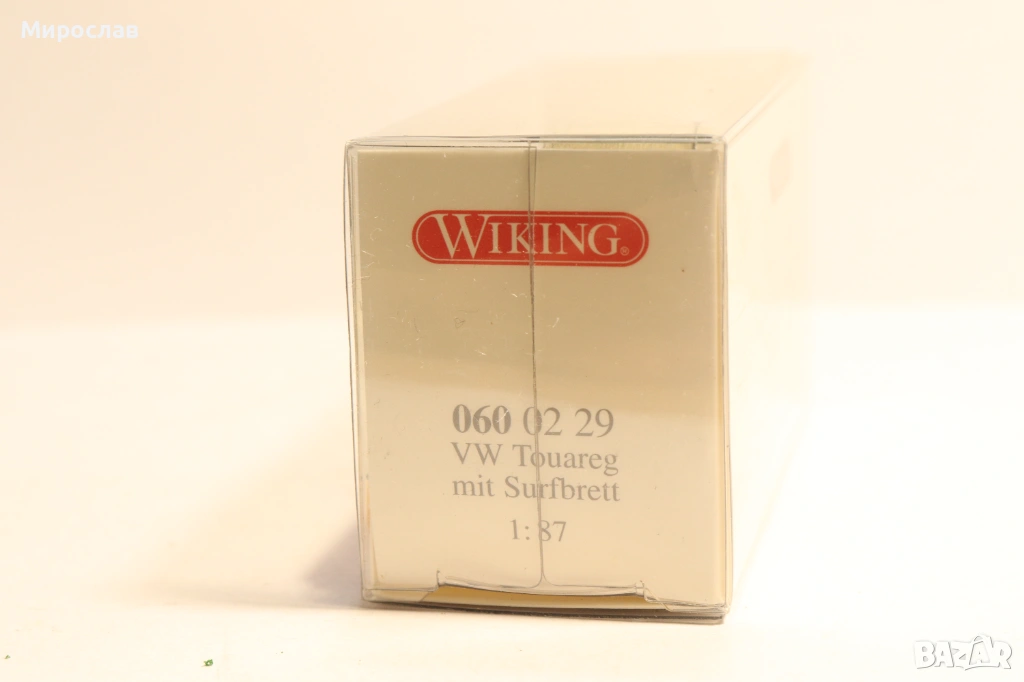 Мирослав
WIKING®
060 02 29
VW Touareg
mit Surfbrett
1:87
BAZAR